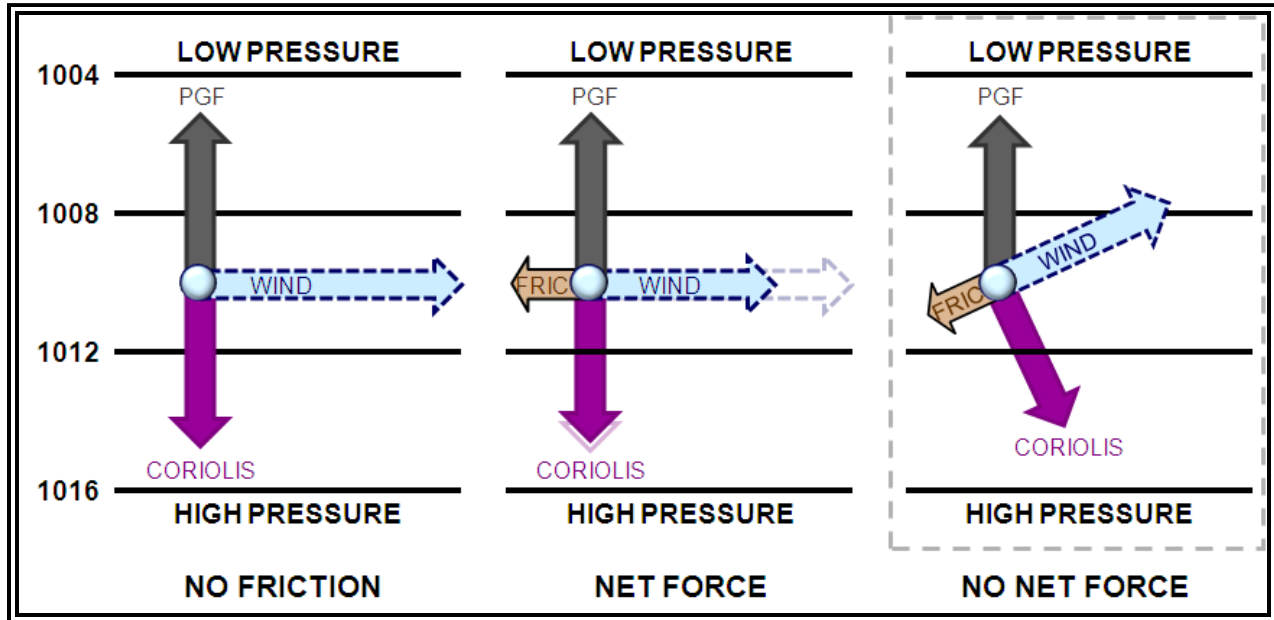 LOW PRESSURE
LOW PRESSURE
LOW PRESSURE
1004
PGF
PGF
PGF
1008
WIND
FRIC
WIND
FRIC
WIND
1012
CORIOLIS
CORIOLIS
CORIOLIS
1016
HIGH PRESSURE
HIGH PRESSURE
HIGH PRESSURE
NO FRICTION
NET FORCE
NO NET FORCE